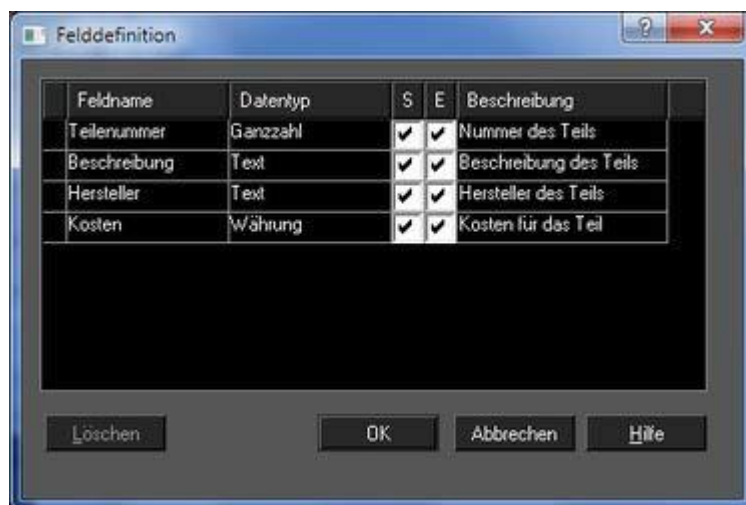 Felddefinition
Feldname Datentyp S E Beschreibung
Teilenummer Ganzzahl Nummer des Teils
Beschreibung Text Beschreibung des Teils
Hersteller Text Hersteller des Teils
Kosten Währung Kosten für das Teil
Löschen OK Abbrechen Hilfe